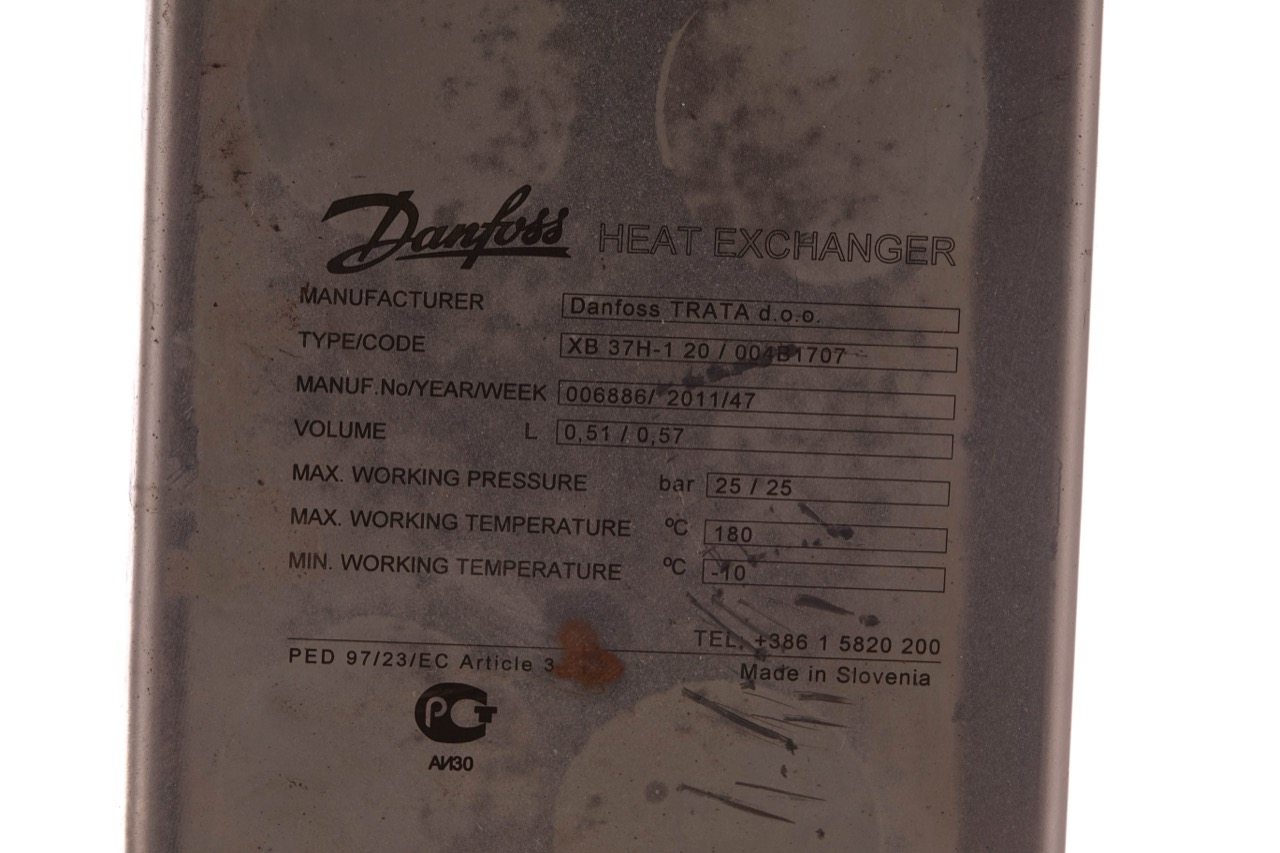 Danfoss HEAT EXCHANGER
MANUFACTURER Danfoss TRATA d.o.o.
TYPE/CODE XB 37H-1 20 / 004B1707
MANUF.No/YEAR/WEEK 006886/ 2011/47
VOLUME L 0,51 / 0,57
MAX. WORKING PRESSURE bar 25 / 25
MAX. WORKING TEMPERATURE ºC 180
MIN. WORKING TEMPERATURE ºC -10
TEL: +386 1 5820 200
PED 97/23/EC Article 3
Made in Slovenia
РСТ
АИ30